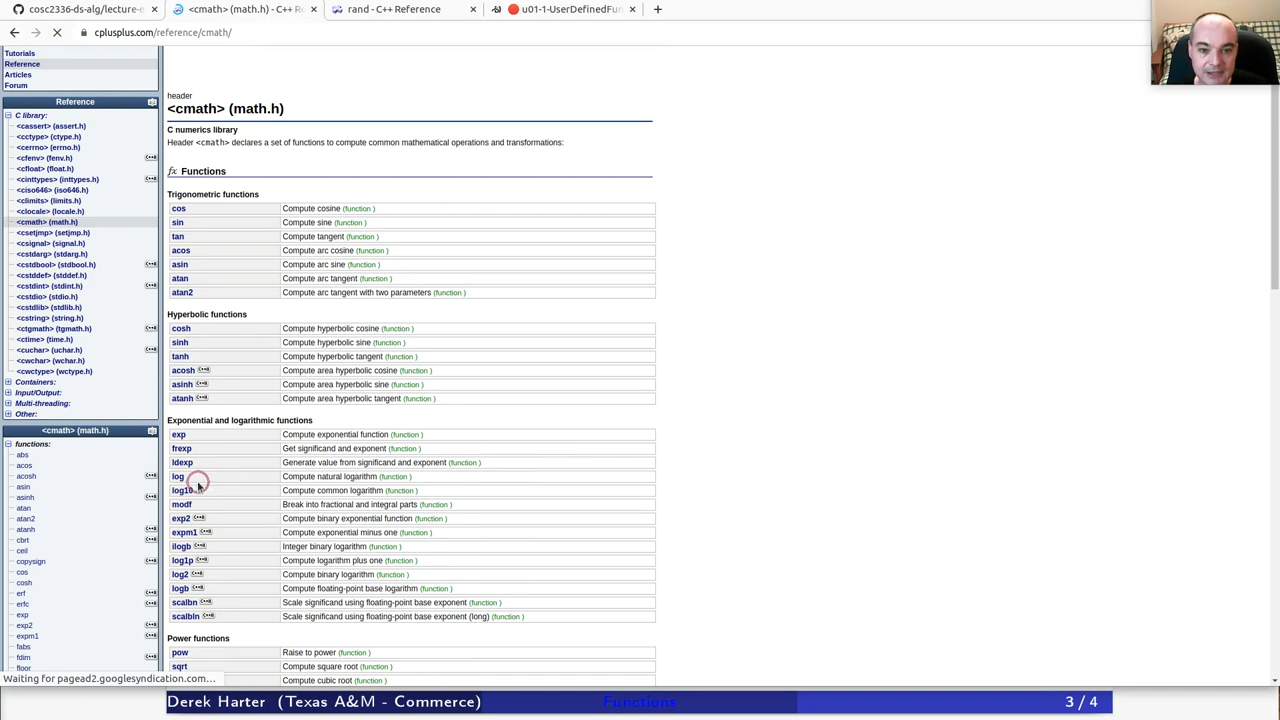 cosc2336-ds-alg/lecture-e
<cmath> (math.h) - C++ Re
rand - C++ Reference
u01-1-UserDefinedFun
cplusplus.com/reference/cmath/
Tutorials
Reference
Articles
Forum
Reference
C library:
<cassert> (assert.h)
<cctype> (ctype.h)
<cerrno> (errno.h)
<cfenv> (fenv.h)
<cfloat> (float.h)
<cinttypes> (inttypes.h)
<ciso646> (iso646.h)
<climits> (limits.h)
<clocale> (locale.h)
<cmath> (math.h)
<csetjmp> (setjmp.h)
<csignal> (signal.h)
<cstdarg> (stdarg.h)
<cstdbool> (stdbool.h)
<cstddef> (stddef.h)
<cstdint> (stdint.h)
<cstdio> (stdio.h)
<cstdlib> (stdlib.h)
<cstring> (string.h)
<ctgmath> (tgmath.h)
<ctime> (time.h)
<cuchar> (uchar.h)
<cwchar> (wchar.h)
<cwctype> (wctype.h)
Containers:
Input/Output:
Multi-threading:
Other:
<cmath> (math.h)
functions:
abs
acos
acosh
asin
asinh
atan
atan2
atanh
cbrt
ceil
copysign
cos
cosh
erf
erfc
exp
exp2
expm1
fabs
fdim
floor
Waiting for pagead2.googlesyndication.com...
header
<cmath> (math.h)
C numerics library
Header <cmath> declares a set of functions to compute common mathematical operations and transformations:
fx Functions
Trigonometric functions
cos Compute cosine (function )
sin Compute sine (function )
tan Compute tangent (function )
acos Compute arc cosine (function )
asin Compute arc sine (function )
atan Compute arc tangent (function )
atan2 Compute arc tangent with two parameters (function )
Hyperbolic functions
cosh Compute hyperbolic cosine (function )
sinh Compute hyperbolic sine (function )
tanh Compute hyperbolic tangent (function )
acosh Compute area hyperbolic cosine (function )
asinh Compute area hyperbolic sine (function )
atanh Compute area hyperbolic tangent (function )
Exponential and logarithmic functions
exp Compute exponential function (function )
frexp Get significand and exponent (function )
ldexp Generate value from significand and exponent (function )
log Compute natural logarithm (function )
log10 Compute common logarithm (function )
modf Break into fractional and integral parts (function )
exp2 Compute binary exponential function (function )
expm1 Compute exponential minus one (function )
ilogb Integer binary logarithm (function )
log1p Compute logarithm plus one (function )
log2 Compute binary logarithm (function )
logb Compute floating-point base logarithm (function )
scalbn Scale significand using floating-point base exponent (function )
scalbln Scale significand using floating-point base exponent (long) (function )
Power functions
pow Raise to power (function )
sqrt Compute square root (function )
Compute cubic root (function )
Derek Harter (Texas A&M - Commerce) Functions 3 / 4